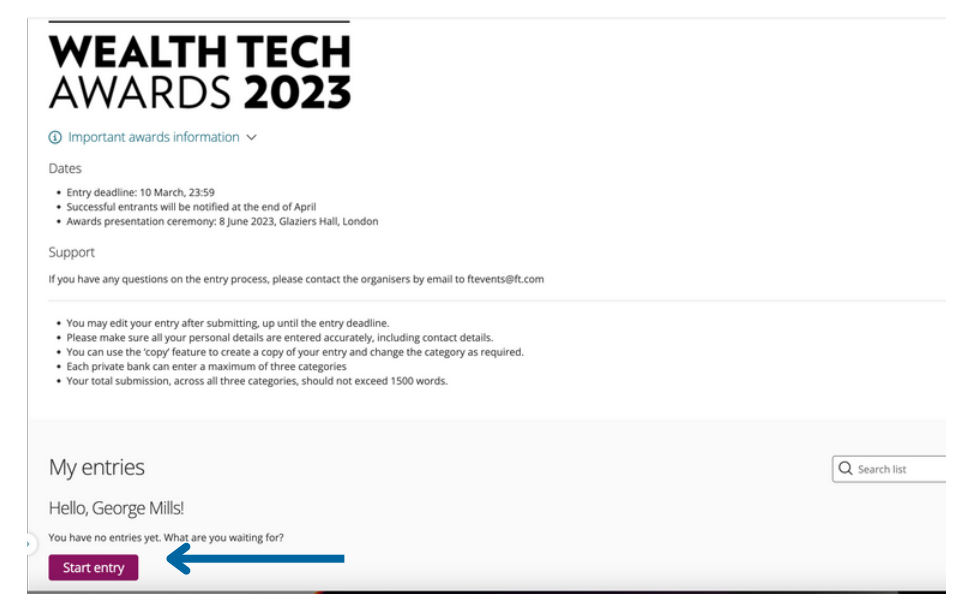 WEALTH TECH
AWARDS 2023
Important awards information
Dates
• Entry deadline: 10 March, 23:59
• Successful entrants will be notified at the end of April
• Awards presentation ceremony: 8 June 2023, Glaziers Hall, London
Support
If you have any questions on the entry process, please contact the organisers by email to ftevents@ft.com
• You may edit your entry after submitting, up until the entry deadline.
• Please make sure all your personal details are entered accurately, including contact details.
• You can use the ‘copy’ feature to create a copy of your entry and change the category as required.
• Each private bank can enter a maximum of three categories
• Your total submission, across all three categories, should not exceed 1500 words.
My entries
Search list
Hello, George Mills!
You have no entries yet. What are you waiting for?
Start entry